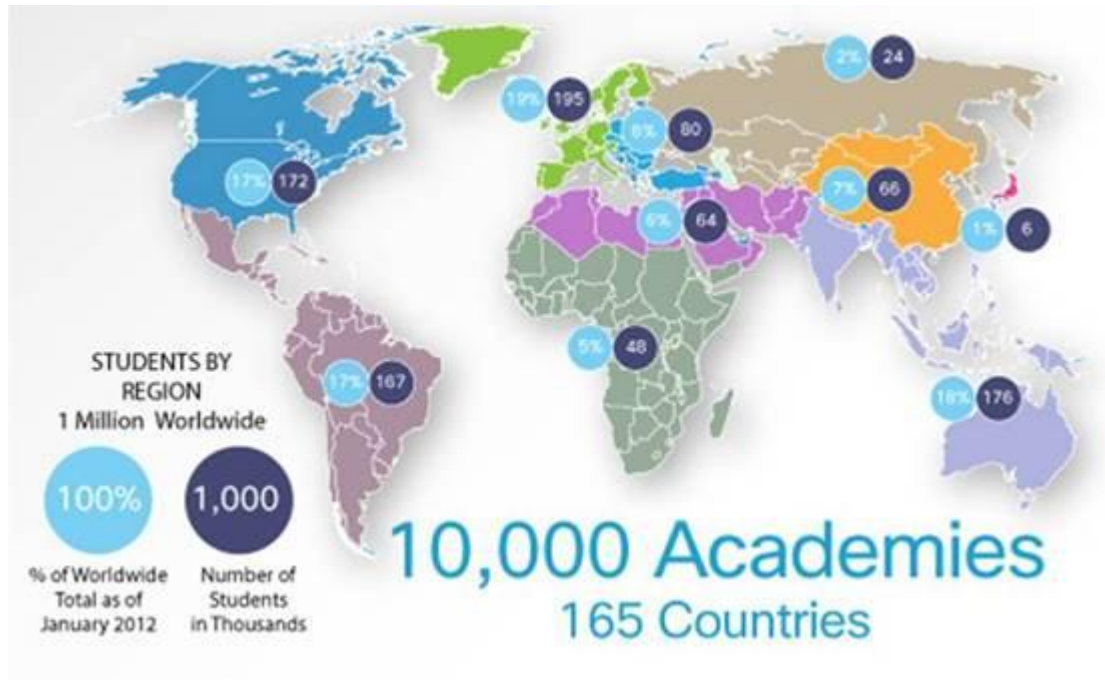 2% 24
19% 195
8% 80
17% 172
7% 66
6% 64
1% 6
5% 48
17% 167
18% 176
STUDENTS BY
REGION
1 Million Worldwide
100% 1,000
% of Worldwide
Total as of
January 2012
Number of
Students
in Thousands
10,000 Academies
165 Countries